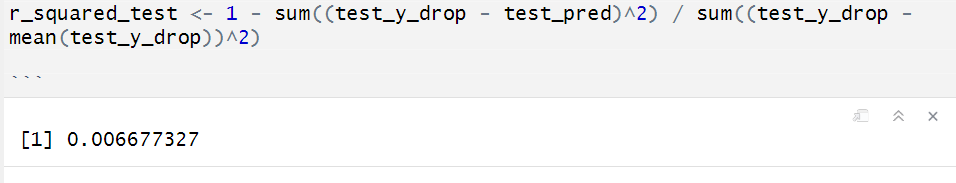 r_squared_test <- 1 - sum((test_y_drop - test_pred)^2) / sum((test_y_drop -
mean(test_y_drop))^2)
```
[1] 0.006677327